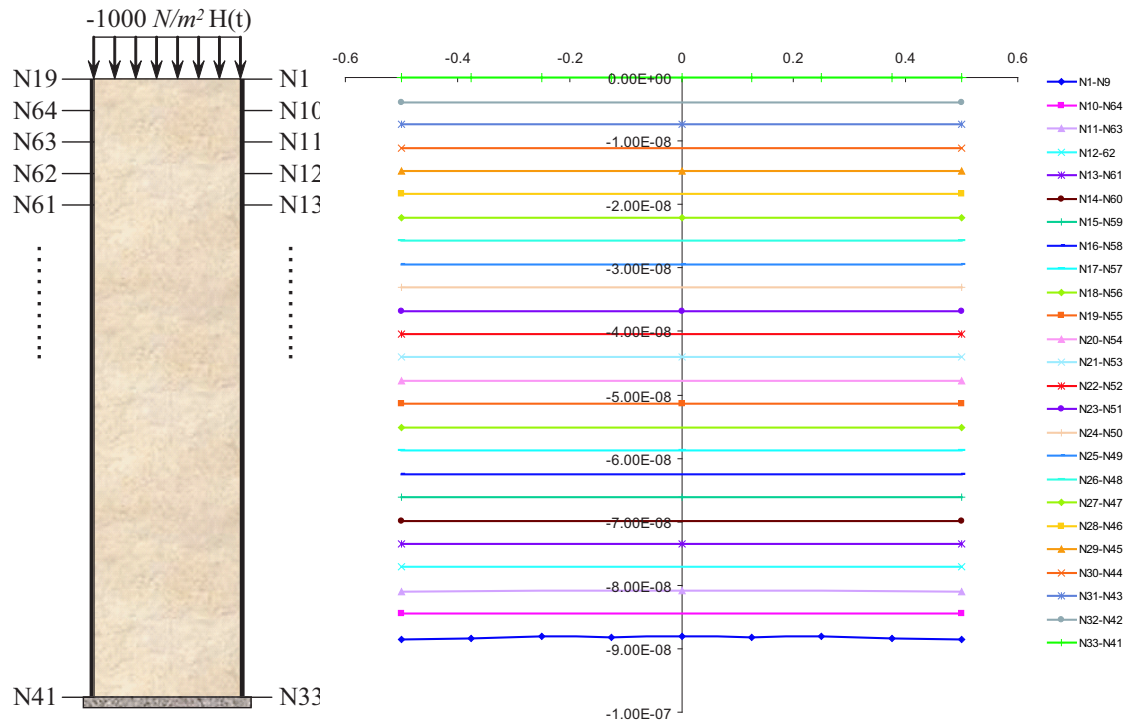 -1000 N/m² H(t)
N19
N1
N64
N10
N63
N11
N62
N12
N61
N13
N41
N33
-0.6
-0.4
-0.2
0
0.2
0.4
0.6
0.00E+00
-1.00E-08
-2.00E-08
-3.00E-08
-4.00E-08
-5.00E-08
-6.00E-08
-7.00E-08
-8.00E-08
-9.00E-08
-1.00E-07
N1-N9
N10-N64
N11-N63
N12-62
N13-N61
N14-N60
N15-N59
N16-N58
N17-N57
N18-N56
N19-N55
N20-N54
N21-N53
N22-N52
N23-N51
N24-N50
N25-N49
N26-N48
N27-N47
N28-N46
N29-N45
N30-N44
N31-N43
N32-N42
N33-N41